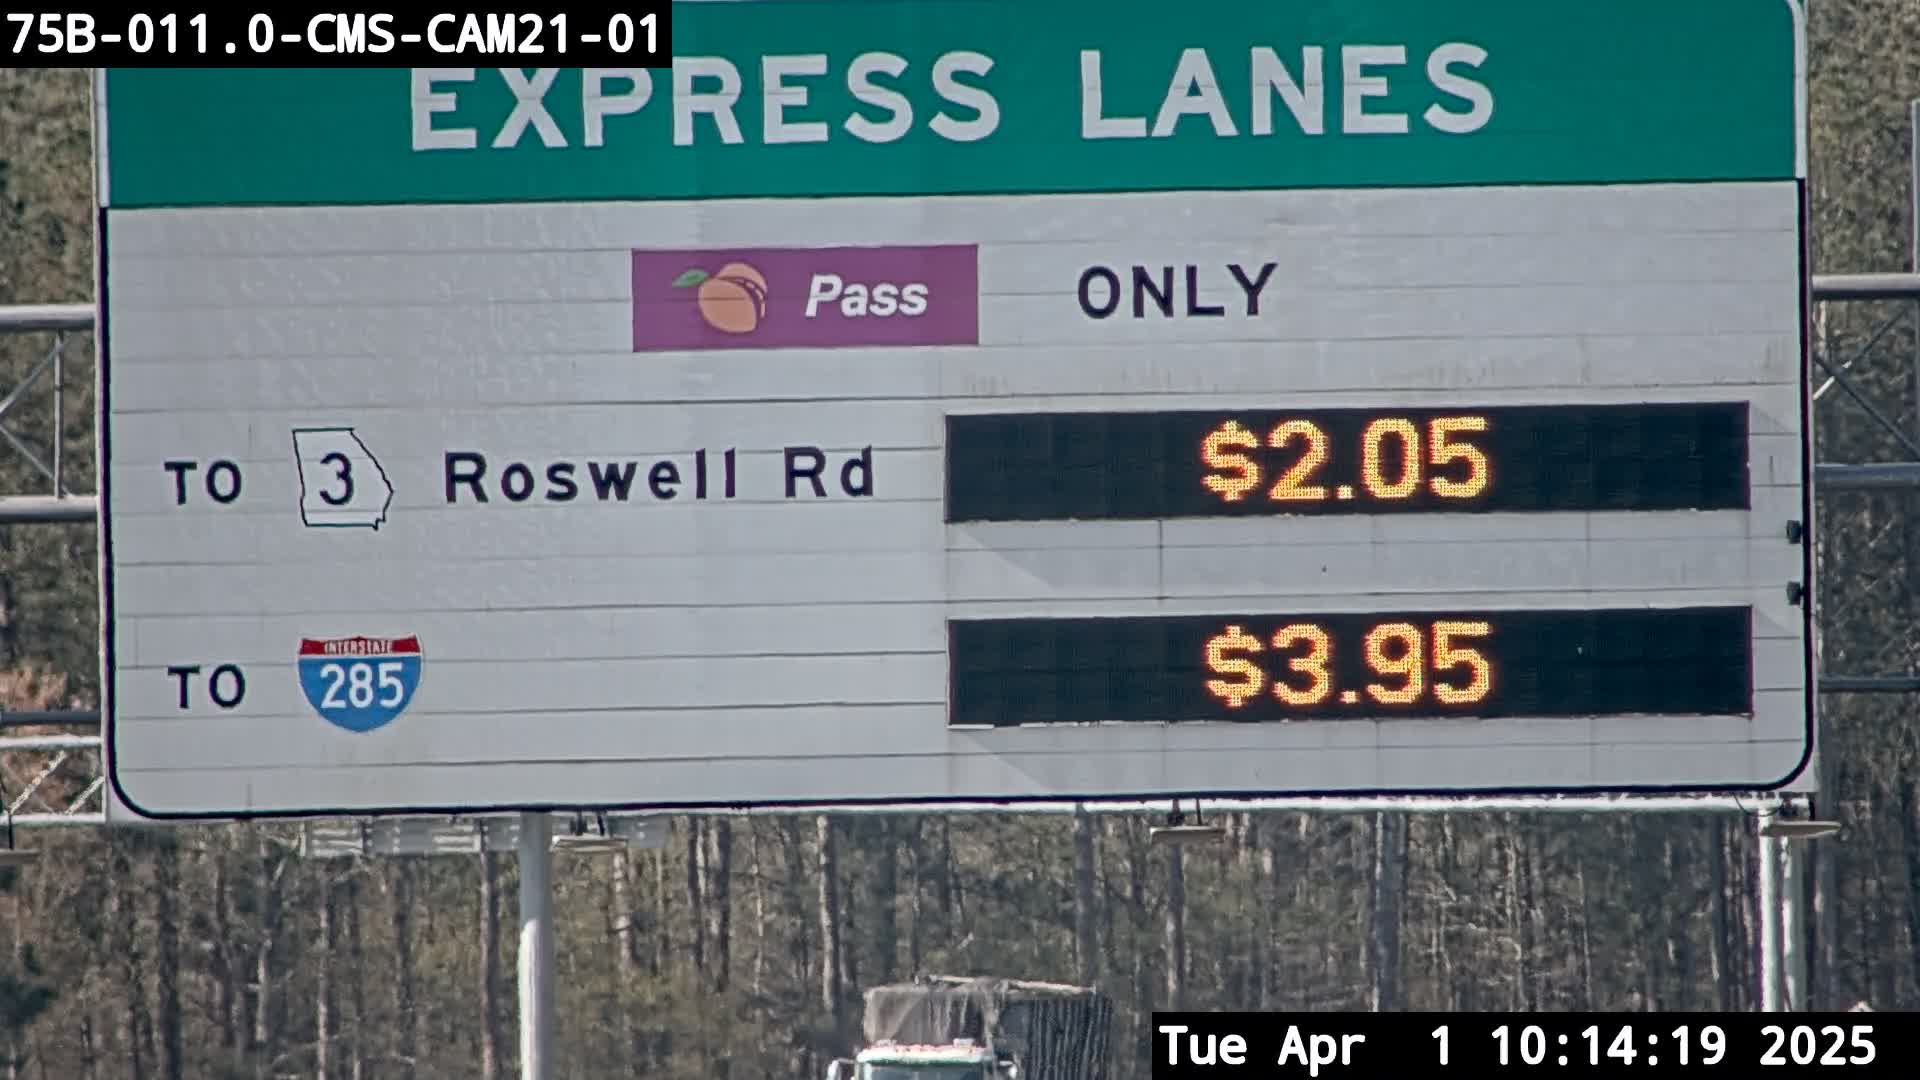 75B-011.0-CMS-CAM21-01
EXPRESS LANES
Pass ONLY
TO 3 Roswell Rd $2.05
INTERSTATE
TO 285 $3.95
Tue Apr 1 10:14:19 2025